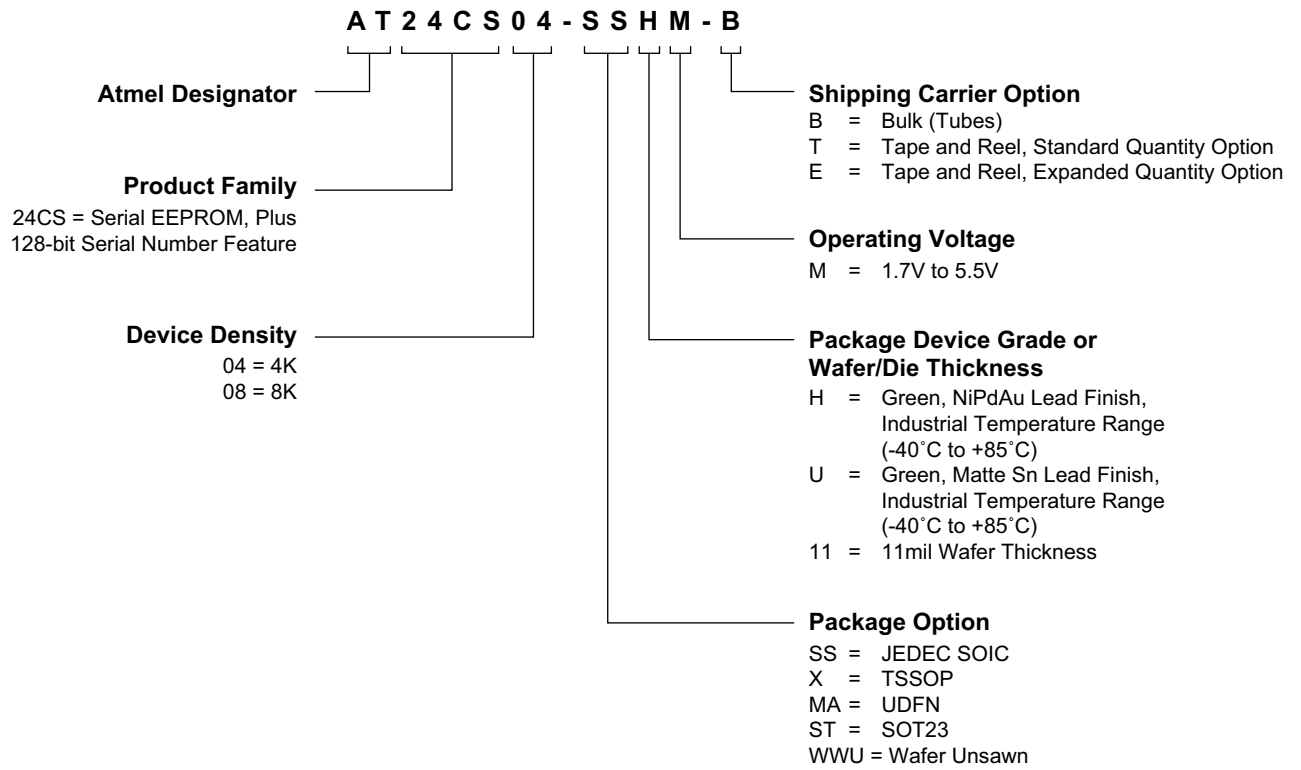 AT24CS04-SSHM-B
Atmel Designator
Product Family
24CS = Serial EEPROM, Plus
128-bit Serial Number Feature
Device Density
04 = 4K
08 = 8K
Shipping Carrier Option
B = Bulk (Tubes)
T = Tape and Reel, Standard Quantity Option
E = Tape and Reel, Expanded Quantity Option
Operating Voltage
M = 1.7V to 5.5V
Package Device Grade or
Wafer/Die Thickness
H = Green, NiPdAu Lead Finish,
Industrial Temperature Range
(-40˚C to +85˚C)
U = Green, Matte Sn Lead Finish,
Industrial Temperature Range
(-40˚C to +85˚C)
11 = 11mil Wafer Thickness
Package Option
SS = JEDEC SOIC
X = TSSOP
MA = UDFN
ST = SOT23
WWU = Wafer Unsawn